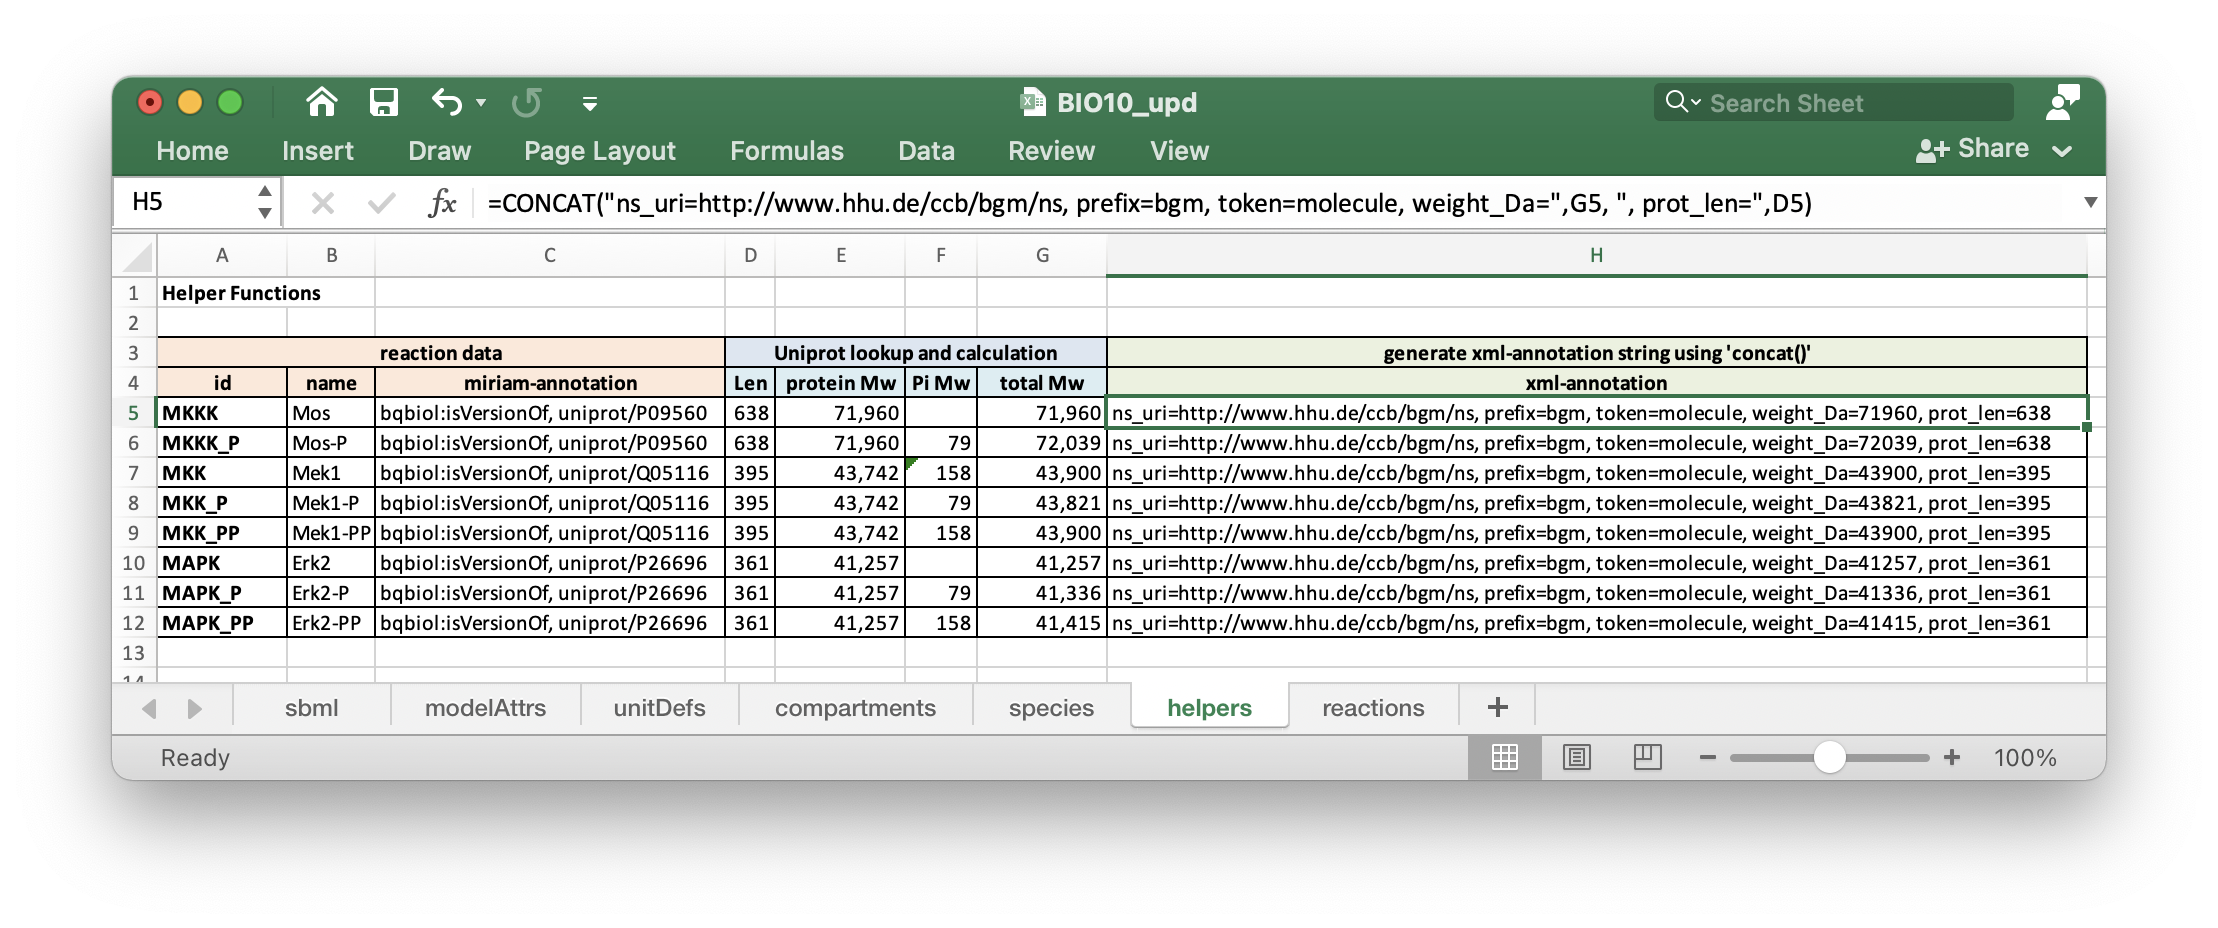 BIO10_upd
Search Sheet
Home Insert Draw Page Layout Formulas Data Review View Share
H5 fx =CONCAT("ns_uri=http://www.hhu.de/ccb/bgm/ns, prefix=bgm, token=molecule, weight_Da=",G5, ", prot_len=",D5)
A B C D E F G H
1 Helper Functions
2
3 reaction data Uniprot lookup and calculation generate xml-annotation string using 'concat()'
4 id name miriam-annotation Len protein Mw Pi Mw total Mw xml-annotation
5 MKKK Mos bqbiol:isVersionOf, uniprot/P09560 638 71,960 71,960 ns_uri=http://www.hhu.de/ccb/bgm/ns, prefix=bgm, token=molecule, weight_Da=71960, prot_len=638
6 MKKK_P Mos-P bqbiol:isVersionOf, uniprot/P09560 638 71,960 79 72,039 ns_uri=http://www.hhu.de/ccb/bgm/ns, prefix=bgm, token=molecule, weight_Da=72039, prot_len=638
7 MKK Mek1 bqbiol:isVersionOf, uniprot/Q05116 395 43,742 158 43,900 ns_uri=http://www.hhu.de/ccb/bgm/ns, prefix=bgm, token=molecule, weight_Da=43900, prot_len=395
8 MKK_P Mek1-P bqbiol:isVersionOf, uniprot/Q05116 395 43,742 79 43,821 ns_uri=http://www.hhu.de/ccb/bgm/ns, prefix=bgm, token=molecule, weight_Da=43821, prot_len=395
9 MKK_PP Mek1-PP bqbiol:isVersionOf, uniprot/Q05116 395 43,742 158 43,900 ns_uri=http://www.hhu.de/ccb/bgm/ns, prefix=bgm, token=molecule, weight_Da=43900, prot_len=395
10 MAPK Erk2 bqbiol:isVersionOf, uniprot/P26696 361 41,257 41,257 ns_uri=http://www.hhu.de/ccb/bgm/ns, prefix=bgm, token=molecule, weight_Da=41257, prot_len=361
11 MAPK_P Erk2-P bqbiol:isVersionOf, uniprot/P26696 361 41,257 79 41,336 ns_uri=http://www.hhu.de/ccb/bgm/ns, prefix=bgm, token=molecule, weight_Da=41336, prot_len=361
12 MAPK_PP Erk2-PP bqbiol:isVersionOf, uniprot/P26696 361 41,257 158 41,415 ns_uri=http://www.hhu.de/ccb/bgm/ns, prefix=bgm, token=molecule, weight_Da=41415, prot_len=361
13
14
sbml modelAttrs unitDefs compartments species helpers reactions +
Ready 100%